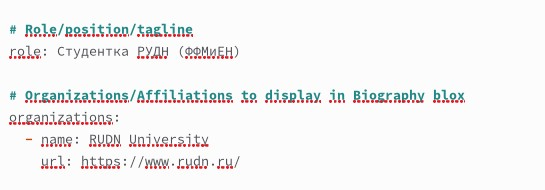 # Role/position/tagline
role: Студентка РУДН (ФФМиЕН)
# Organizations/Affiliations to display in Biography blox
organizations:
- name: RUDN University
url: https://www.rudn.ru/